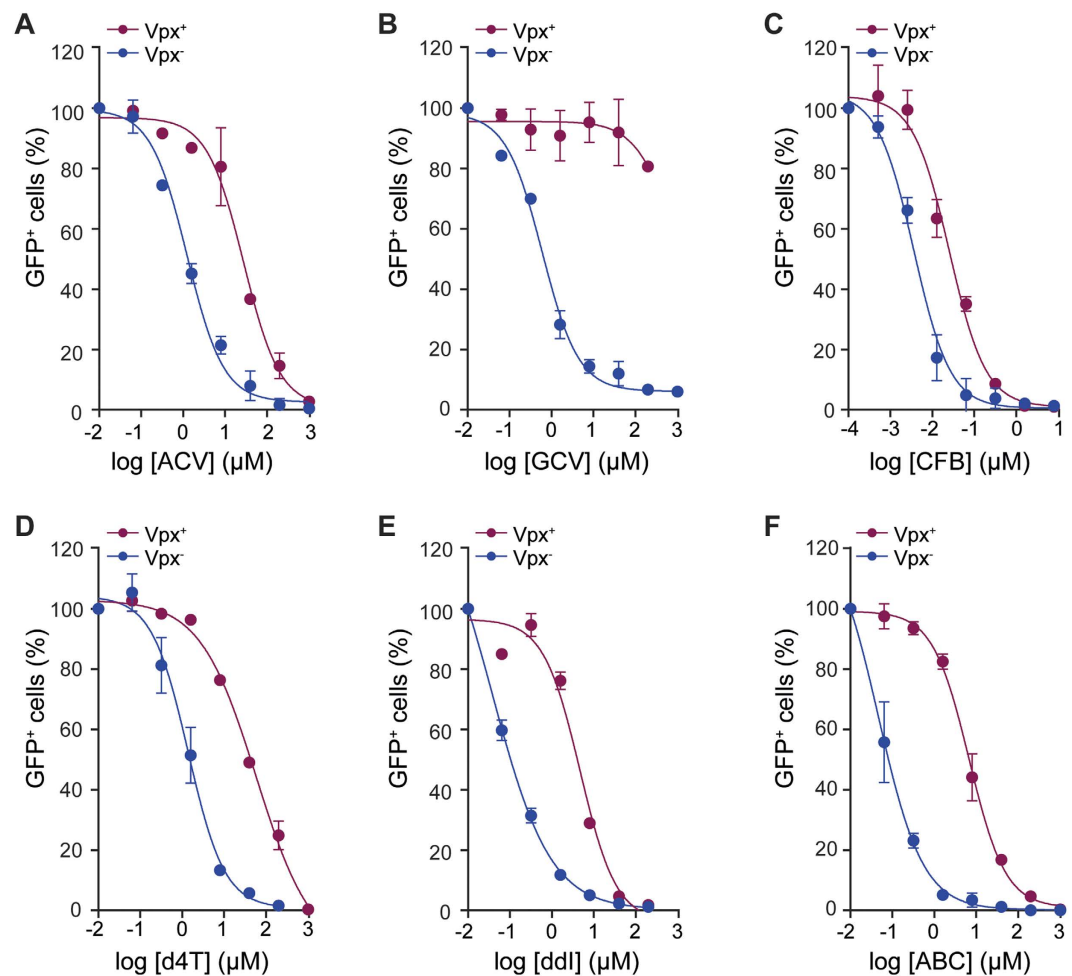 A
Vpx⁺
Vpx⁻
120
100
80
60
40
20
0
GFP⁺ cells (%)
-2 -1 0 1 2 3
log [ACV] (µM)
B
Vpx⁺
Vpx⁻
120
100
80
60
40
20
0
GFP⁺ cells (%)
-2 -1 0 1 2 3
log [GCV] (µM)
C
Vpx⁺
Vpx⁻
120
100
80
60
40
20
0
GFP⁺ cells (%)
-4 -3 -2 -1 0 1
log [CFB] (µM)
D
Vpx⁺
Vpx⁻
120
100
80
60
40
20
0
GFP⁺ cells (%)
-2 -1 0 1 2 3
log [d4T] (µM)
E
Vpx⁺
Vpx⁻
120
100
80
60
40
20
0
GFP⁺ cells (%)
-2 -1 0 1 2 3
log [ddI] (µM)
F
Vpx⁺
Vpx⁻
120
100
80
60
40
20
0
GFP⁺ cells (%)
-2 -1 0 1 2 3
log [ABC] (µM)